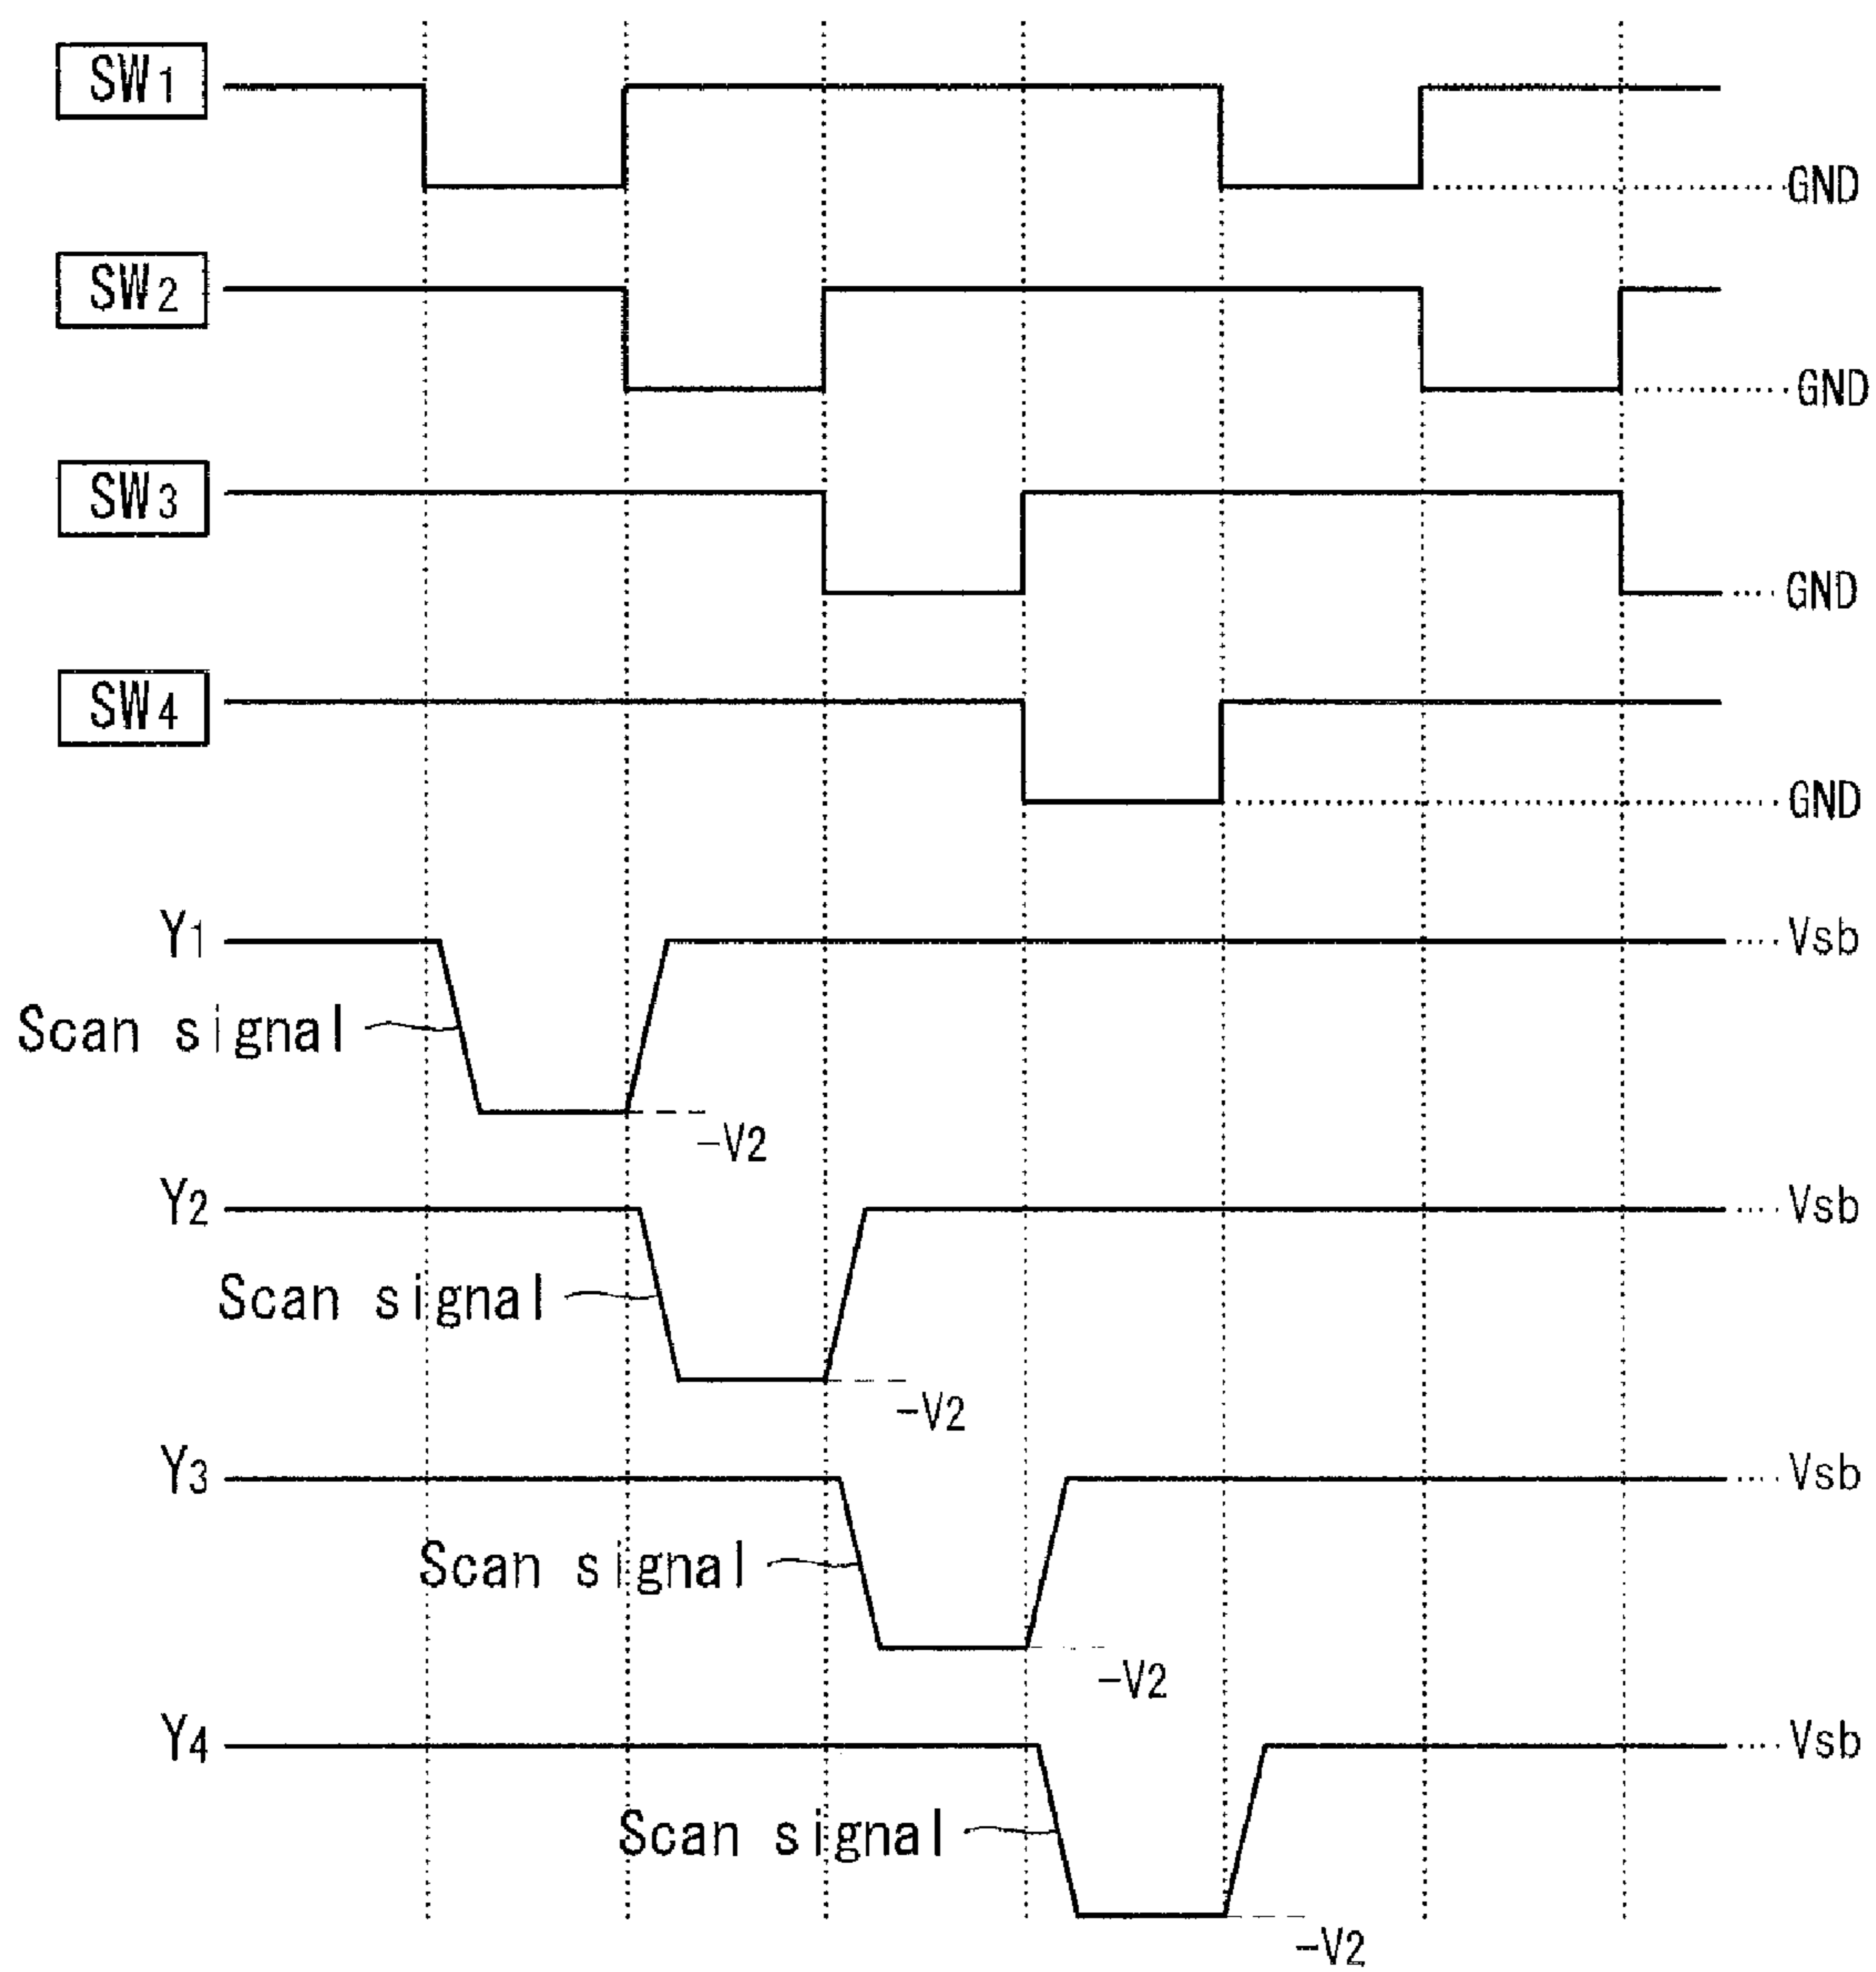 SW1
GND
SW2
GND
SW3
GND
SW4
GND
Y1
Vsb
Scan signal
-V2
Y2
Vsb
Scan signal
-V2
Y3
Vsb
Scan signal
-V2
Y4
Vsb
Scan signal
-V2